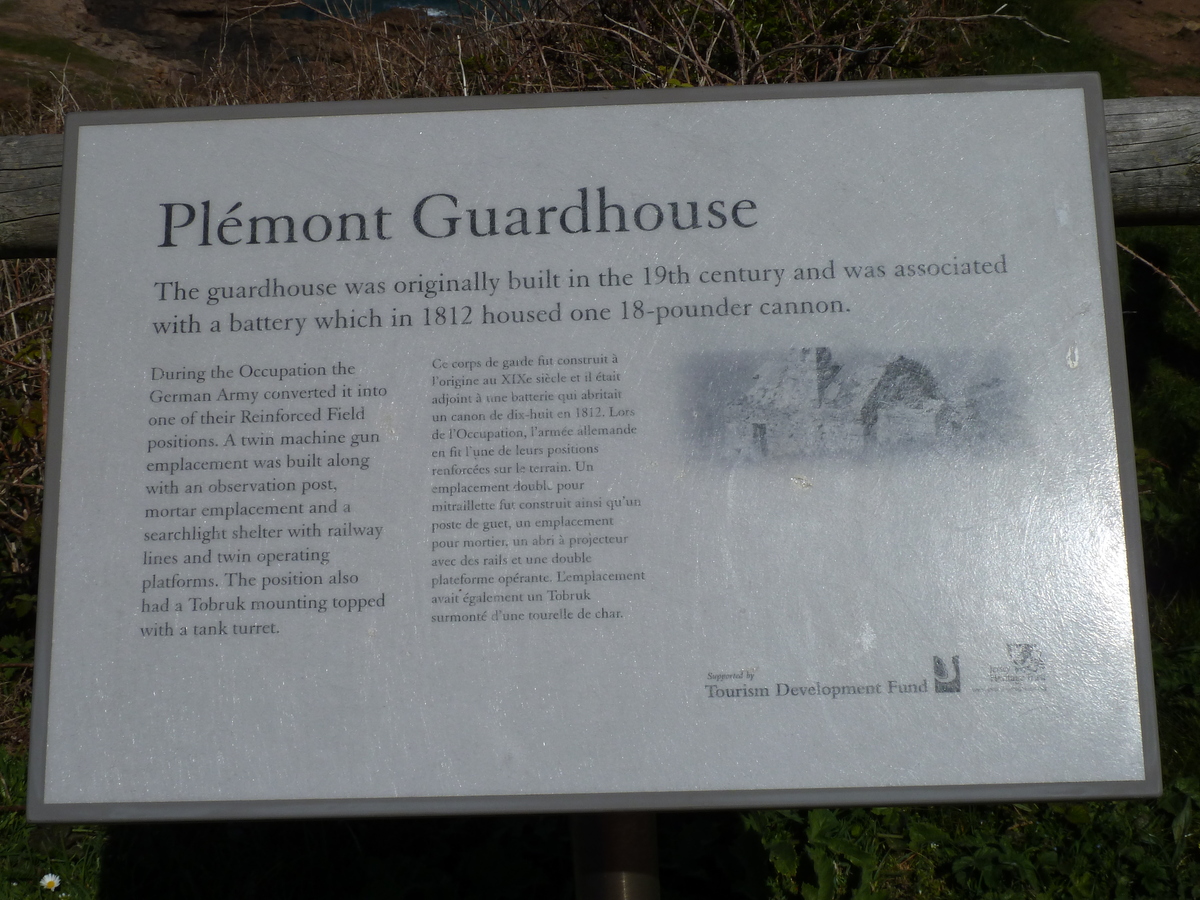 Plémont Guardhouse
The guardhouse was originally built in the 19th century and was associated
with a battery which in 1812 housed one 18-pounder cannon.
During the Occupation the
German Army converted it into
one of their Reinforced Field
positions. A twin machine gun
emplacement was built along
with an observation post,
mortar emplacement and a
searchlight shelter with railway
lines and twin operating
platforms. The position also
had a Tobruk mounting topped
with a tank turret.
Ce corps de garde fut construit à
l'origine au XIXe siècle et il était
adjoint à une batterie qui abritait
un canon de dix-huit en 1812. Lors
de l'Occupation, l'armée allemande
en fit l'une de leurs positions
renforcées sur le terrain. Un
emplacement double pour
mitraillette fut construit ainsi qu'un
poste de guet, un emplacement
pour mortier, un abri à projecteur
avec des rails et une double
plateforme opérante. L'emplacement
avait également un Tobruk
surmonté d'une tourelle de char.
Supported by
Tourism Development Fund
Heritage Trust